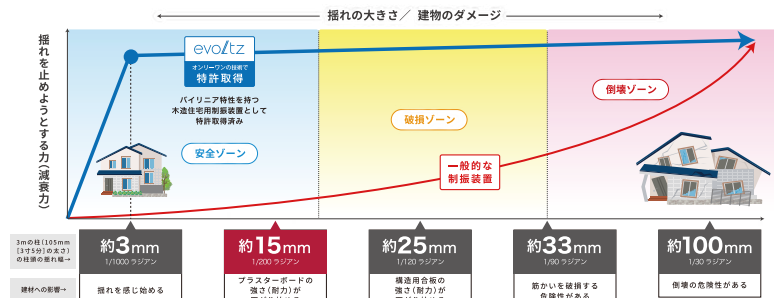 揺れの大きさ／ 建物のダメージ
揺れを止めようとする力(減衰力)
evoltz
オンリーワンの技術で
特許取得
バイリニア特性を持つ
木造住宅用制振装置として
特許取得済み
安全ゾーン
破損ゾーン
倒壊ゾーン
一般的な
制振装置
3mの柱(105mm
[3寸5分]の太さ)
の柱頭の揺れ幅→
約3mm
1/1000 ラジアン
約15mm
1/200 ラジアン
約25mm
1/120 ラジアン
約33mm
1/90 ラジアン
約100mm
1/30 ラジアン
建材への影響→
揺れを感じ始める
プラスターボードの
強さ(耐力)が
構造用合板の
強さ(耐力)が
筋かいを破損する
危険性がある
倒壊の危険性がある